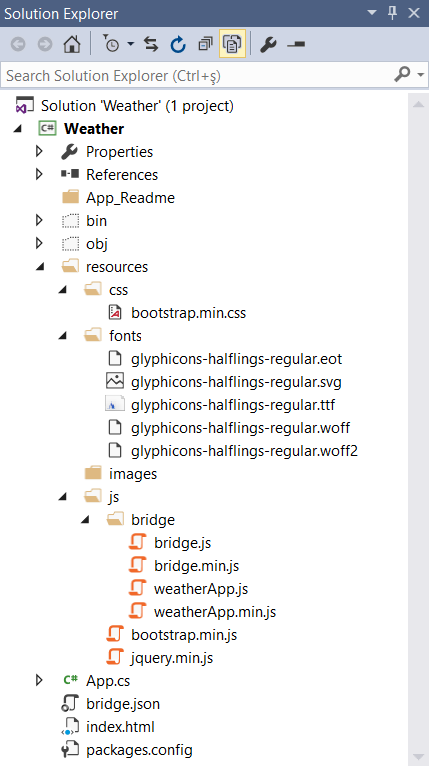 Solution Explorer
Search Solution Explorer (Ctrl+ş)
Solution 'Weather' (1 project)
C# Weather
Properties
References
App_Readme
bin
obj
resources
css
bootstrap.min.css
fonts
glyphicons-halflings-regular.eot
glyphicons-halflings-regular.svg
glyphicons-halflings-regular.ttf
glyphicons-halflings-regular.woff
glyphicons-halflings-regular.woff2
images
js
bridge
bridge.js
bridge.min.js
weatherApp.js
weatherApp.min.js
bootstrap.min.js
jquery.min.js
C# App.cs
bridge.json
index.html
packages.config